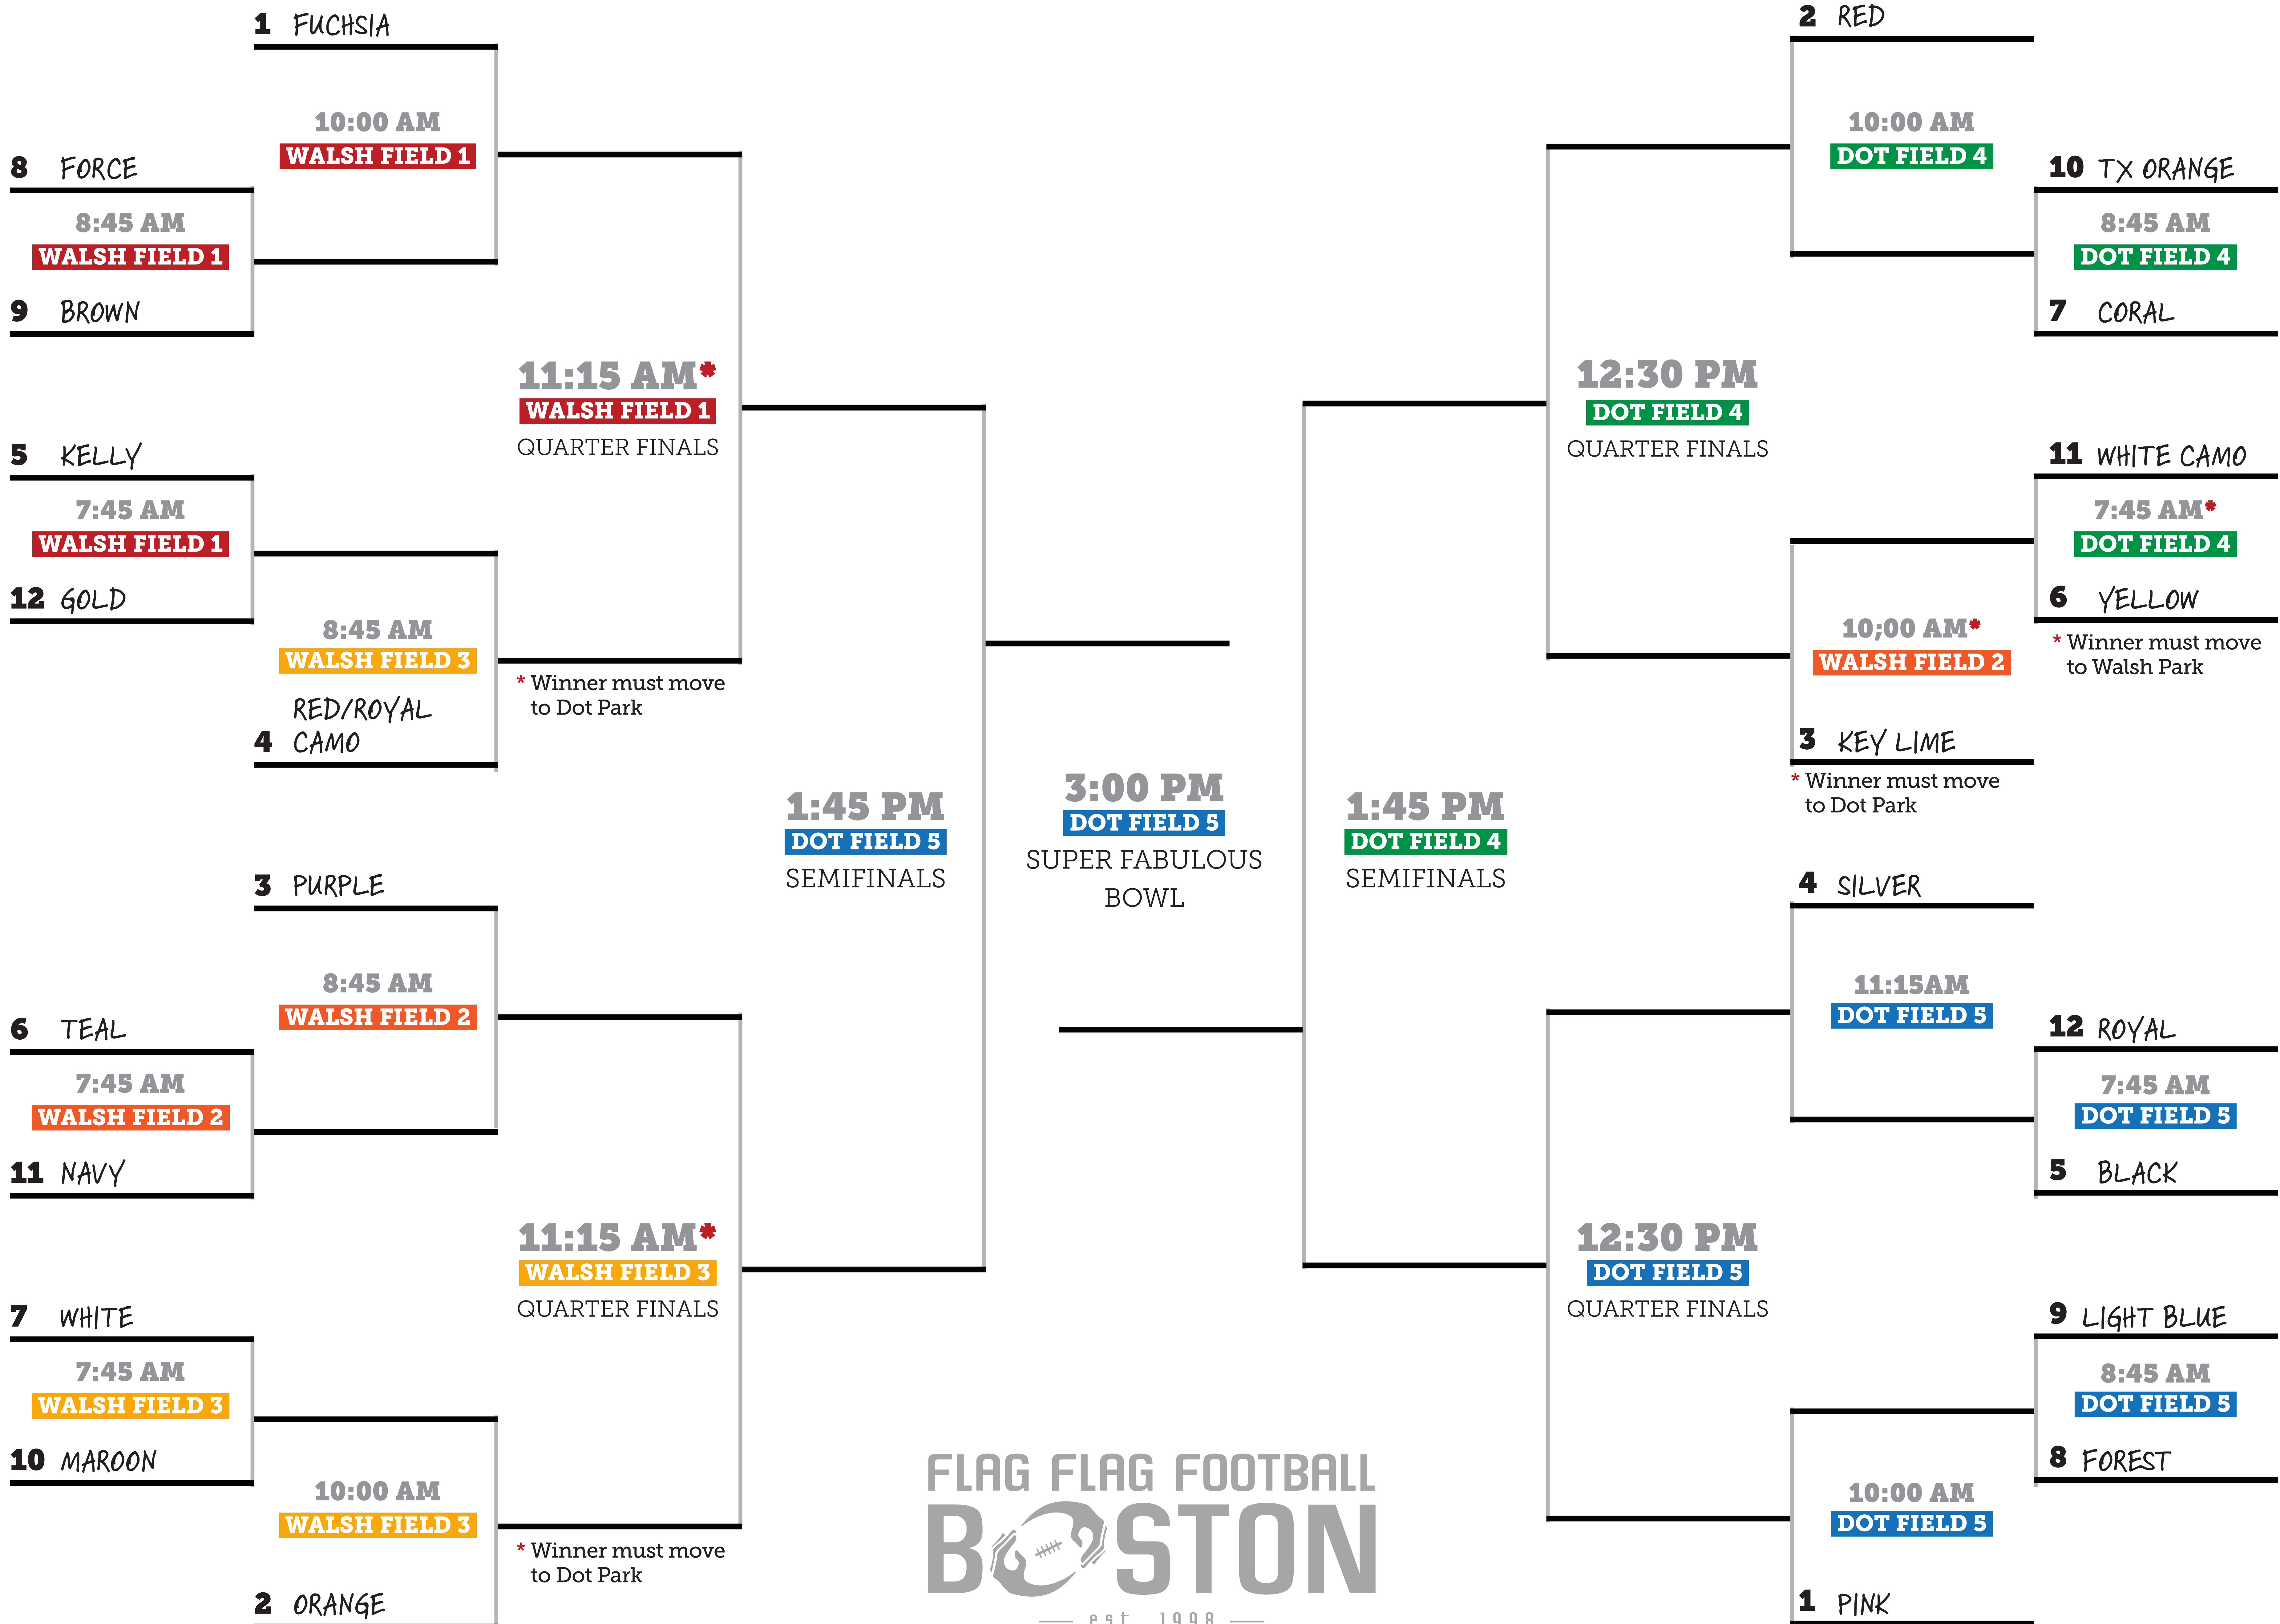 1 FUCHSIA
10:00 AM
WALSH FIELD 1
8 FORCE
8:45 AM
WALSH FIELD 1
9 BROWN
11:15 AM*
WALSH FIELD 1
QUARTER FINALS
5 KELLY
7:45 AM
WALSH FIELD 1
12 GOLD
8:45 AM
WALSH FIELD 3
RED/ROYAL
4 CAMO
* Winner must move
to Dot Park
3 PURPLE
8:45 AM
WALSH FIELD 2
6 TEAL
7:45 AM
WALSH FIELD 2
11 NAVY
11:15 AM*
WALSH FIELD 3
QUARTER FINALS
7 WHITE
7:45 AM
WALSH FIELD 3
10 MAROON
10:00 AM
WALSH FIELD 3
2 ORANGE
* Winner must move
to Dot Park
1:45 PM
DOT FIELD 5
SEMIFINALS
3:00 PM
DOT FIELD 5
SUPER FABULOUS
BOWL
1:45 PM
DOT FIELD 4
SEMIFINALS
2 RED
10:00 AM
DOT FIELD 4
10 TX ORANGE
8:45 AM
DOT FIELD 4
7 CORAL
12:30 PM
DOT FIELD 4
QUARTER FINALS
11 WHITE CAMO
7:45 AM*
DOT FIELD 4
6 YELLOW
* Winner must move
to Walsh Park
10;00 AM*
WALSH FIELD 2
3 KEY LIME
* Winner must move
to Dot Park
4 SILVER
11:15AM
DOT FIELD 5
12 ROYAL
7:45 AM
DOT FIELD 5
5 BLACK
12:30 PM
DOT FIELD 5
QUARTER FINALS
9 LIGHT BLUE
8:45 AM
DOT FIELD 5
8 FOREST
10:00 AM
DOT FIELD 5
1 PINK
FLAG FLAG FOOTBALL
BOSTON
est. 1998